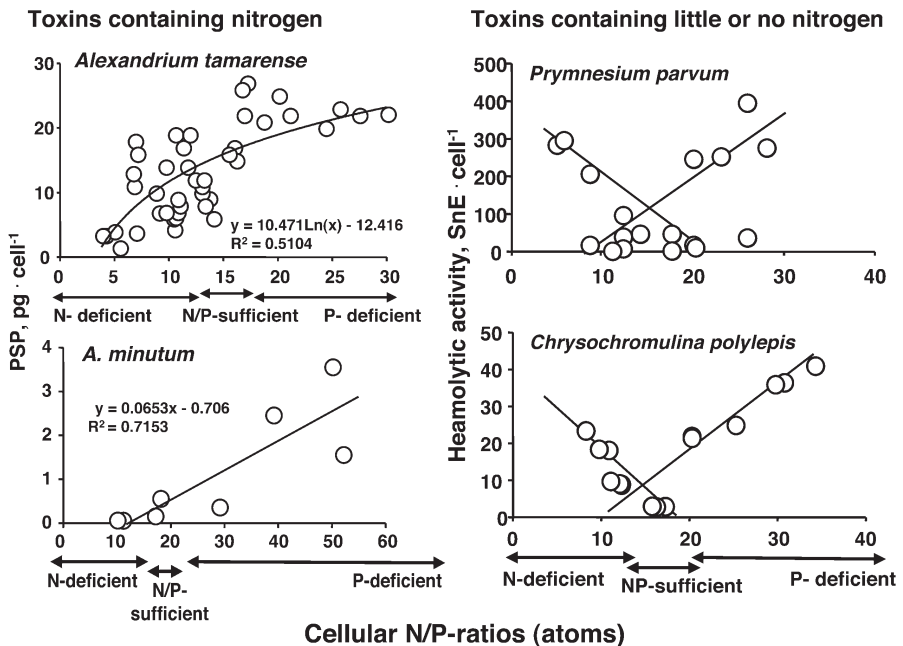 Toxins containing nitrogen
Toxins containing little or no nitrogen
Alexandrium tamarense
30
20
10
0
y = 10.471Ln(x) - 12.416
R² = 0.5104
0 5 10 15 20 25 30
N- deficient N/P-sufficient P- deficient
PSP, pg · cell⁻¹
A. minutum
4
3
2
1
0
y = 0.0653x - 0.706
R² = 0.7153
0 10 20 30 40 50 60
N-deficient P-deficient
N/P-
sufficient
Prymnesium parvum
500
400
300
200
100
0
0 10 20 30 40
Heamolytic activity, SnE · cell⁻¹
Chrysochromulina polylepis
50
40
30
20
10
0
0 10 20 30 40
N-deficient NP-sufficient P- deficient
Cellular N/P-ratios (atoms)